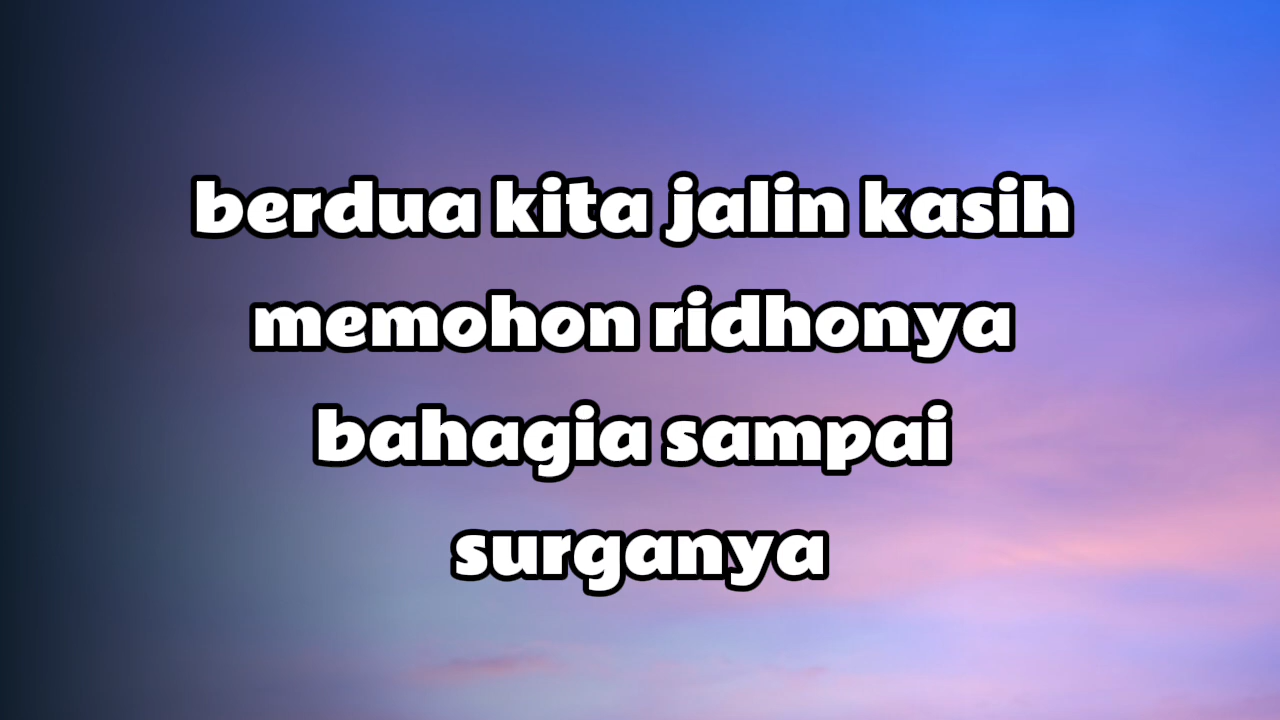 berdua kita jalin kasih
memohon ridhonya
bahagia sampai
surganya